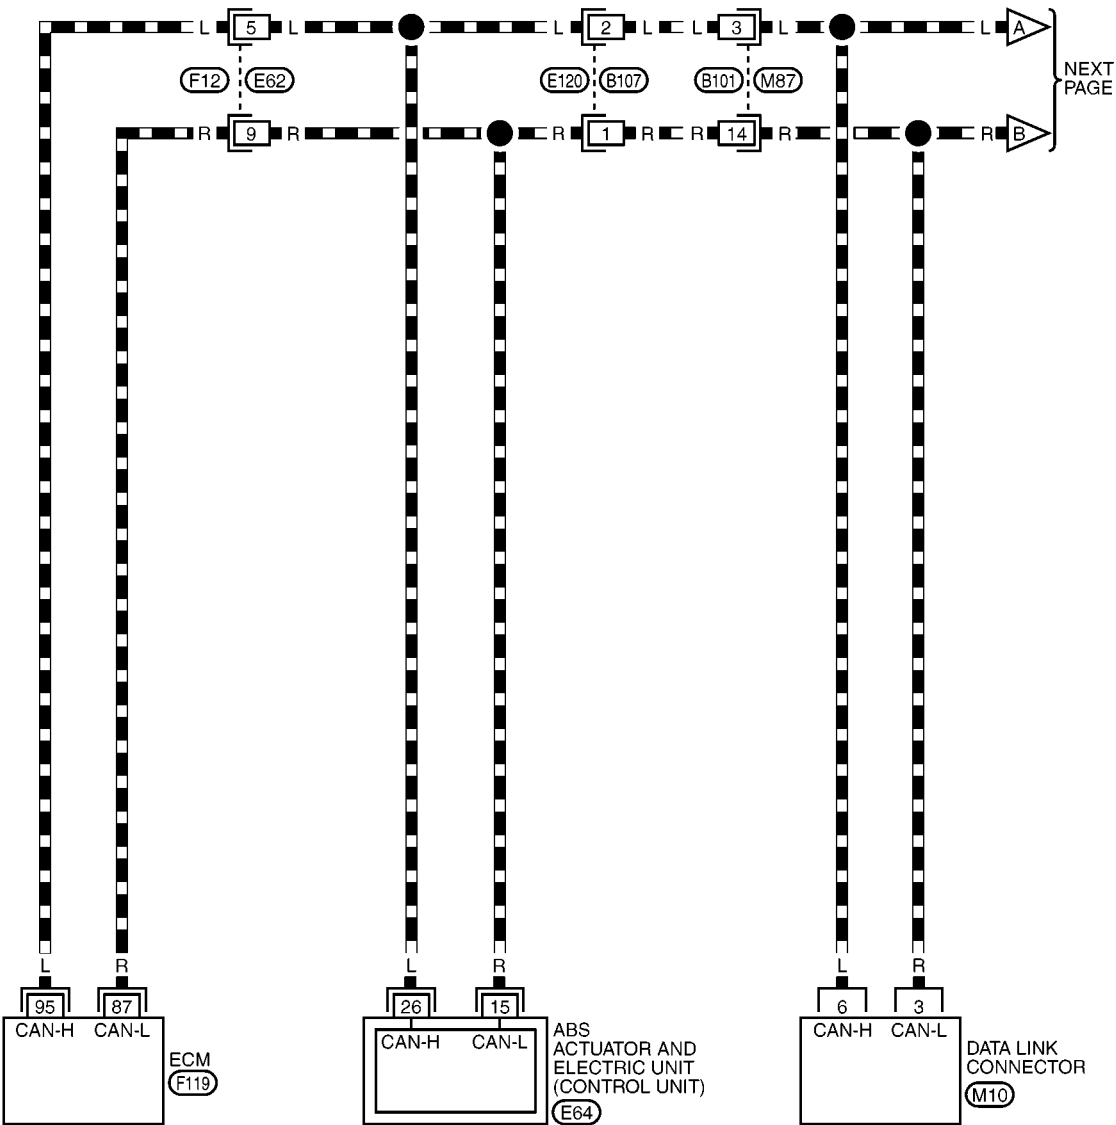 L 5 L L 2 L L 3 L L A
F12 E62 E120 B107 B101 M87
NEXT
PAGE
R 9 R R 1 R R 14 R R B
L R L R L R
95 87 26 15 6 3
CAN-H CAN-L CAN-H CAN-L CAN-H CAN-L
ECM
F119
ABS
ACTUATOR AND
ELECTRIC UNIT
(CONTROL UNIT)
E64
DATA LINK
CONNECTOR
M10